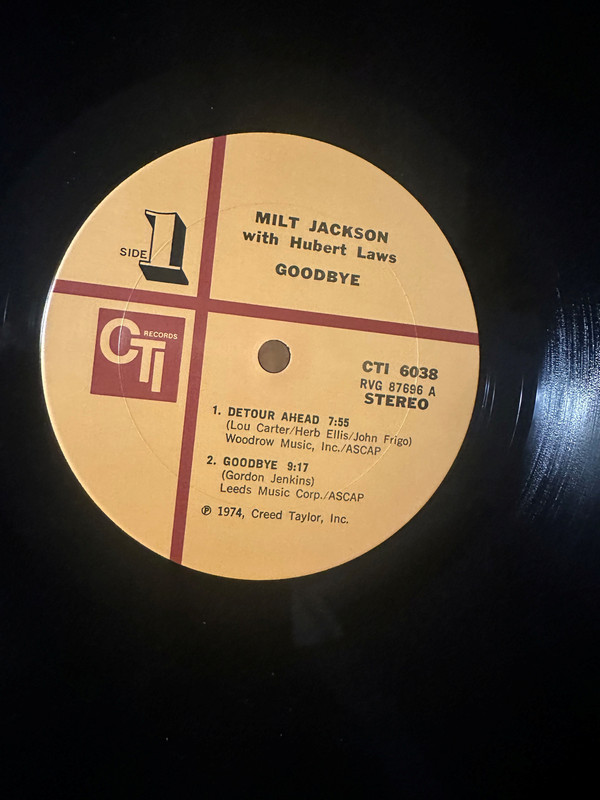 SIDE 1
MILT JACKSON
with Hubert Laws
GOODBYE
CTI RECORDS
CTI 6038
RVG 87696 A
STEREO
1. DETOUR AHEAD 7:55
(Lou Carter/Herb Ellis/John Frigo)
Woodrow Music, Inc./ASCAP
2. GOODBYE 9:17
(Gordon Jenkins)
Leeds Music Corp./ASCAP
℗ 1974, Creed Taylor, Inc.